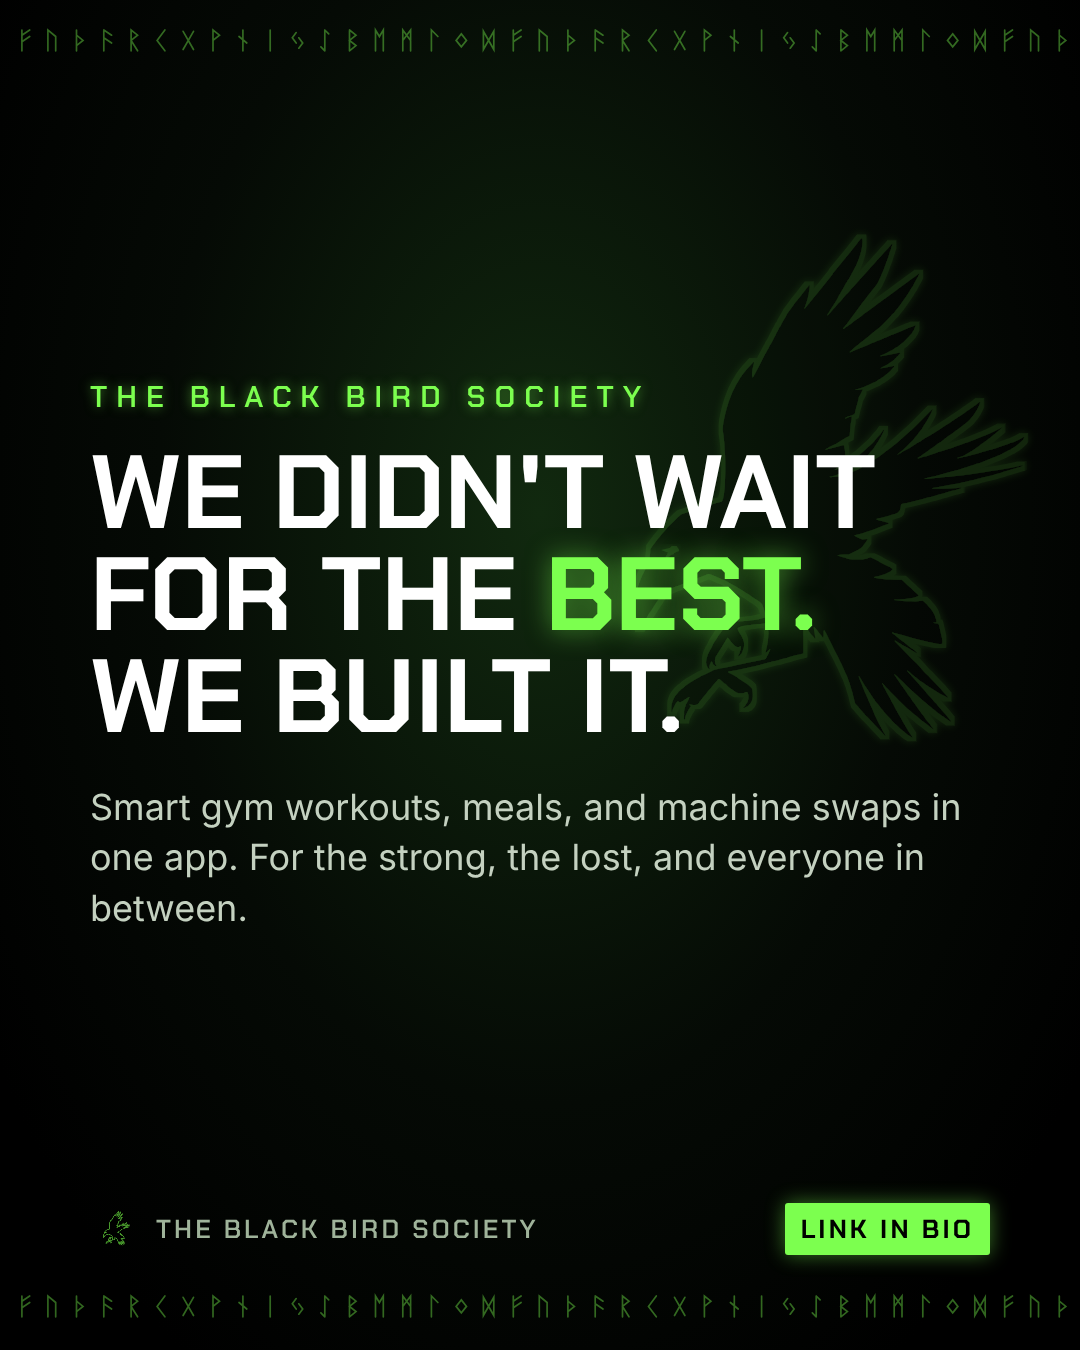 ᚠᚢᚦᚨᚱᚲᚷᚹᚾᛁᛃᛇᛒᛖᛗᛚᛜᛞᚠᚢᚦᚨᚱᚲᚷᚹᚾᛁᛃᛇᛒᛖᛗᛚᛜᛞᚠᚢᚦ
THE BLACK BIRD SOCIETY
WE DIDN'T WAIT
FOR THE BEST.
WE BUILT IT.
Smart gym workouts, meals, and machine swaps in
one app. For the strong, the lost, and everyone in
between.
THE BLACK BIRD SOCIETY
LINK IN BIO
ᚠᚢᚦᚨᚱᚲᚷᚹᚾᛁᛃᛇᛒᛖᛗᛚᛜᛞᚠᚢᚦᚨᚱᚲᚷᚹᚾᛁᛃᛇᛒᛖᛗᛚᛜᛞᚠᚢᚦ